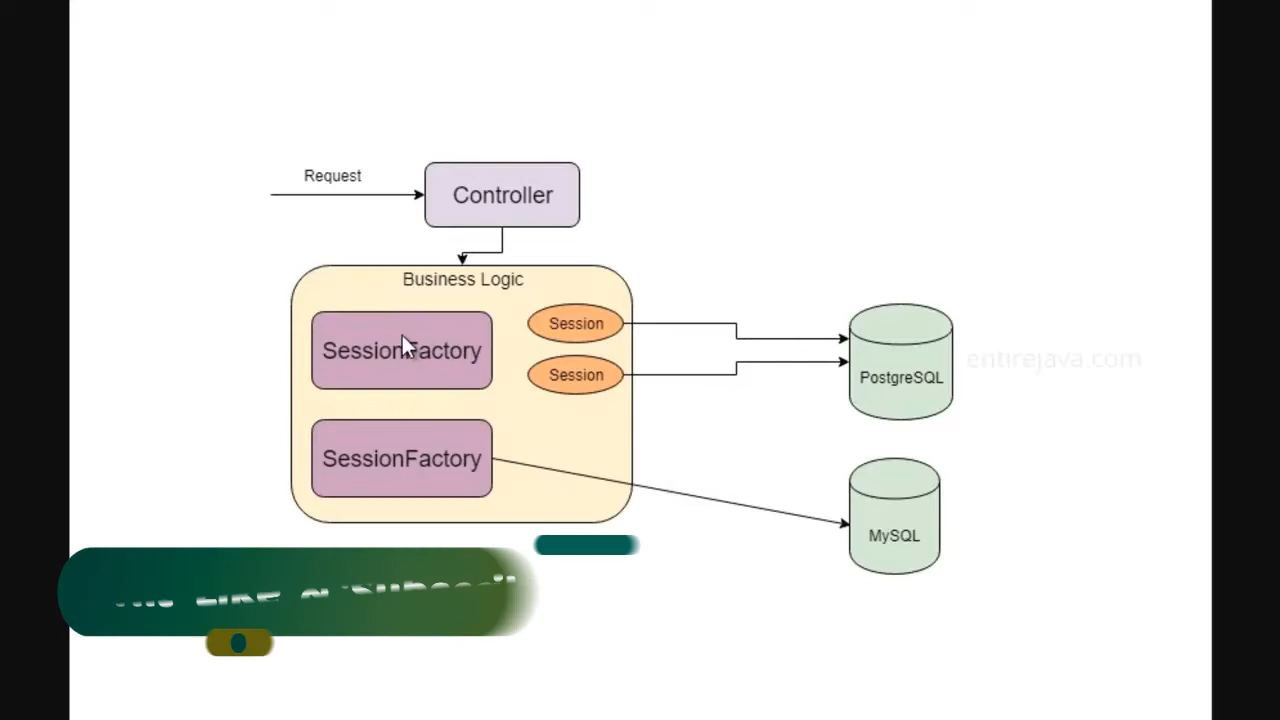 Request
Controller
Business Logic
SessionFactory
Session
Session
SessionFactory
PostgreSQL
entirejava.com
MySQL